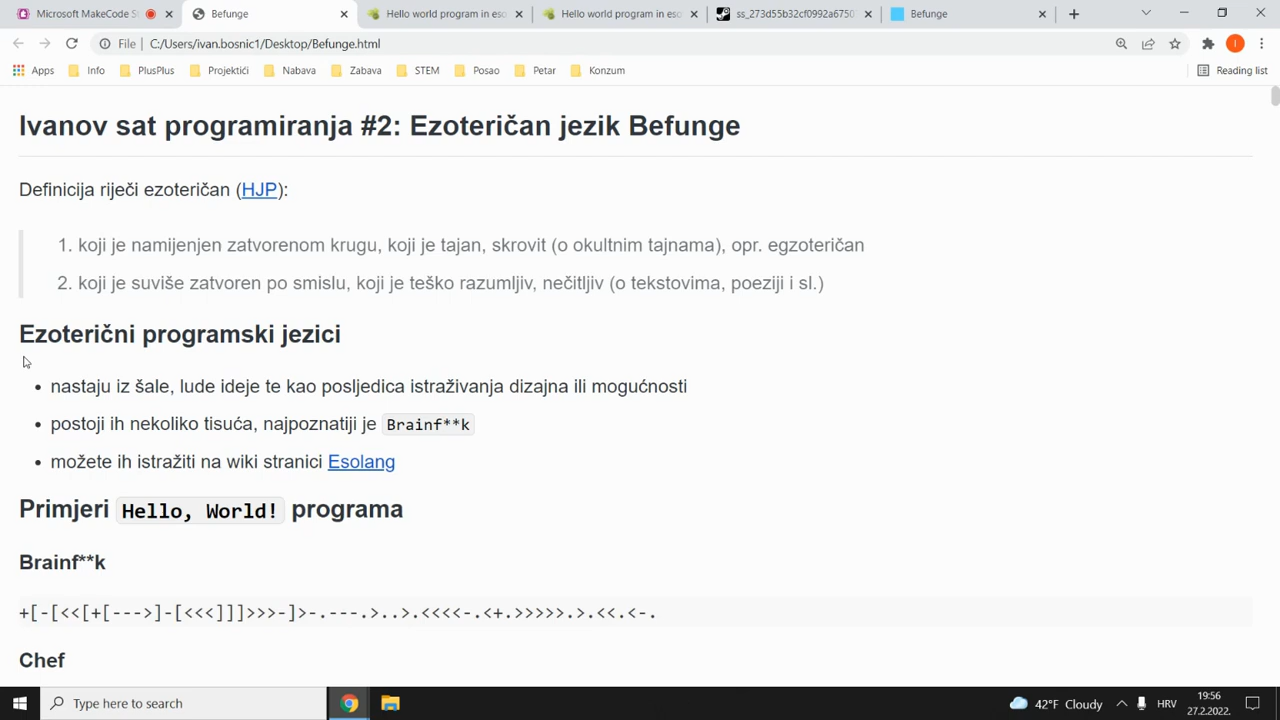 Microsoft MakeCode St
Befunge
Hello world program in eso
Hello world program in eso
ss_273d55b32cf0992a6750
Befunge
File
C:/Users/ivan.bosnic1/Desktop/Befunge.html
I
Apps
Info
PlusPlus
Projektići
Nabava
Zabava
STEM
Posao
Petar
Konzum
Reading list
Ivanov sat programiranja #2: Ezoteričan jezik Befunge
Definicija riječi ezoteričan (HJP):
1. koji je namijenjen zatvorenom krugu, koji je tajan, skrovit (o okultnim tajnama), opr. egzoteričan
2. koji je suviše zatvoren po smislu, koji je teško razumljiv, nečitljiv (o tekstovima, poeziji i sl.)
Ezoterični programski jezici
• nastaju iz šale, lude ideje te kao posljedica istraživanja dizajna ili mogućnosti
• postoji ih nekoliko tisuća, najpoznatiji je Brainf**k
• možete ih istražiti na wiki stranici Esolang
Primjeri Hello, World! programa
Brainf**k
+[-[<<[+[--->]-[<<<]]]>>>-]>-.---.>..>.<<<<-.<+.>>>>>.>.<<.<-.
Chef
Type here to search
42°F Cloudy
HRV
19:56
27.2.2022.